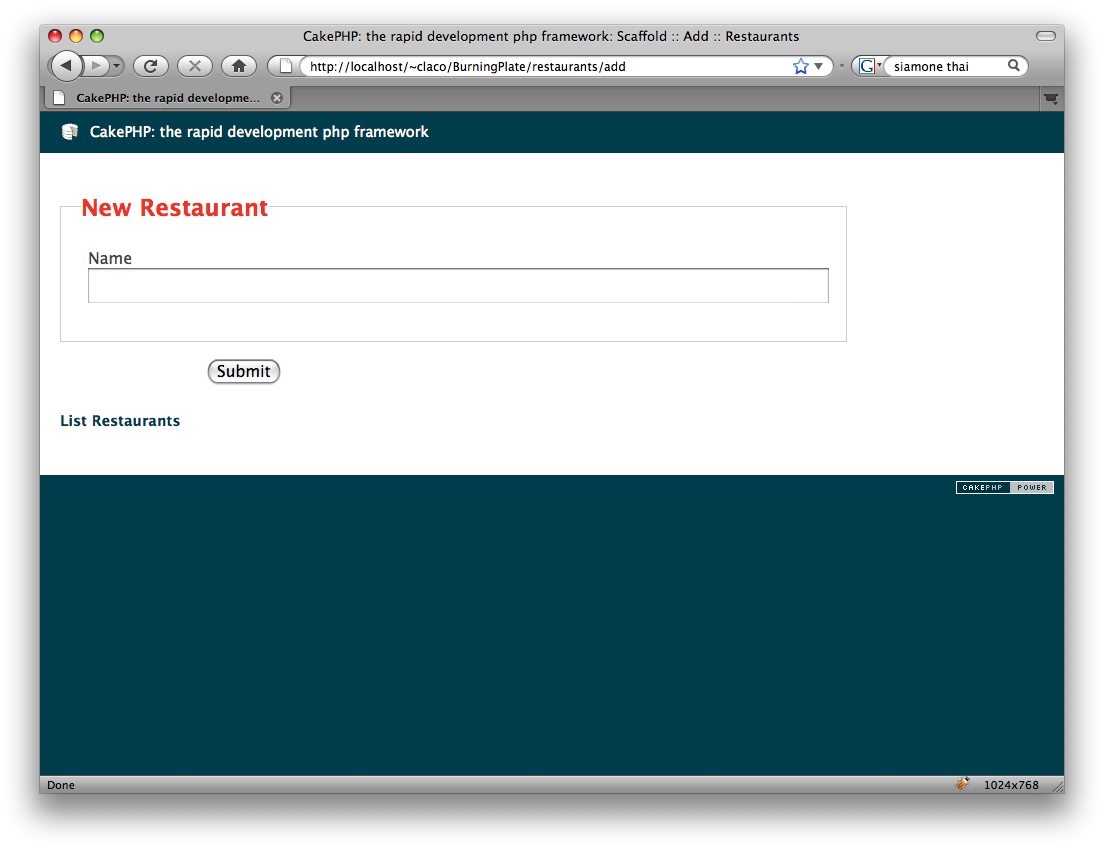 CakePHP: the rapid development php framework: Scaffold :: Add :: Restaurants
http://localhost/~claco/BurningPlate/restaurants/add
G
siamone thai
CakePHP: the rapid developme...
CakePHP: the rapid development php framework
New Restaurant
Name
Submit
List Restaurants
CAKEPHP POWER
Done
1024x768